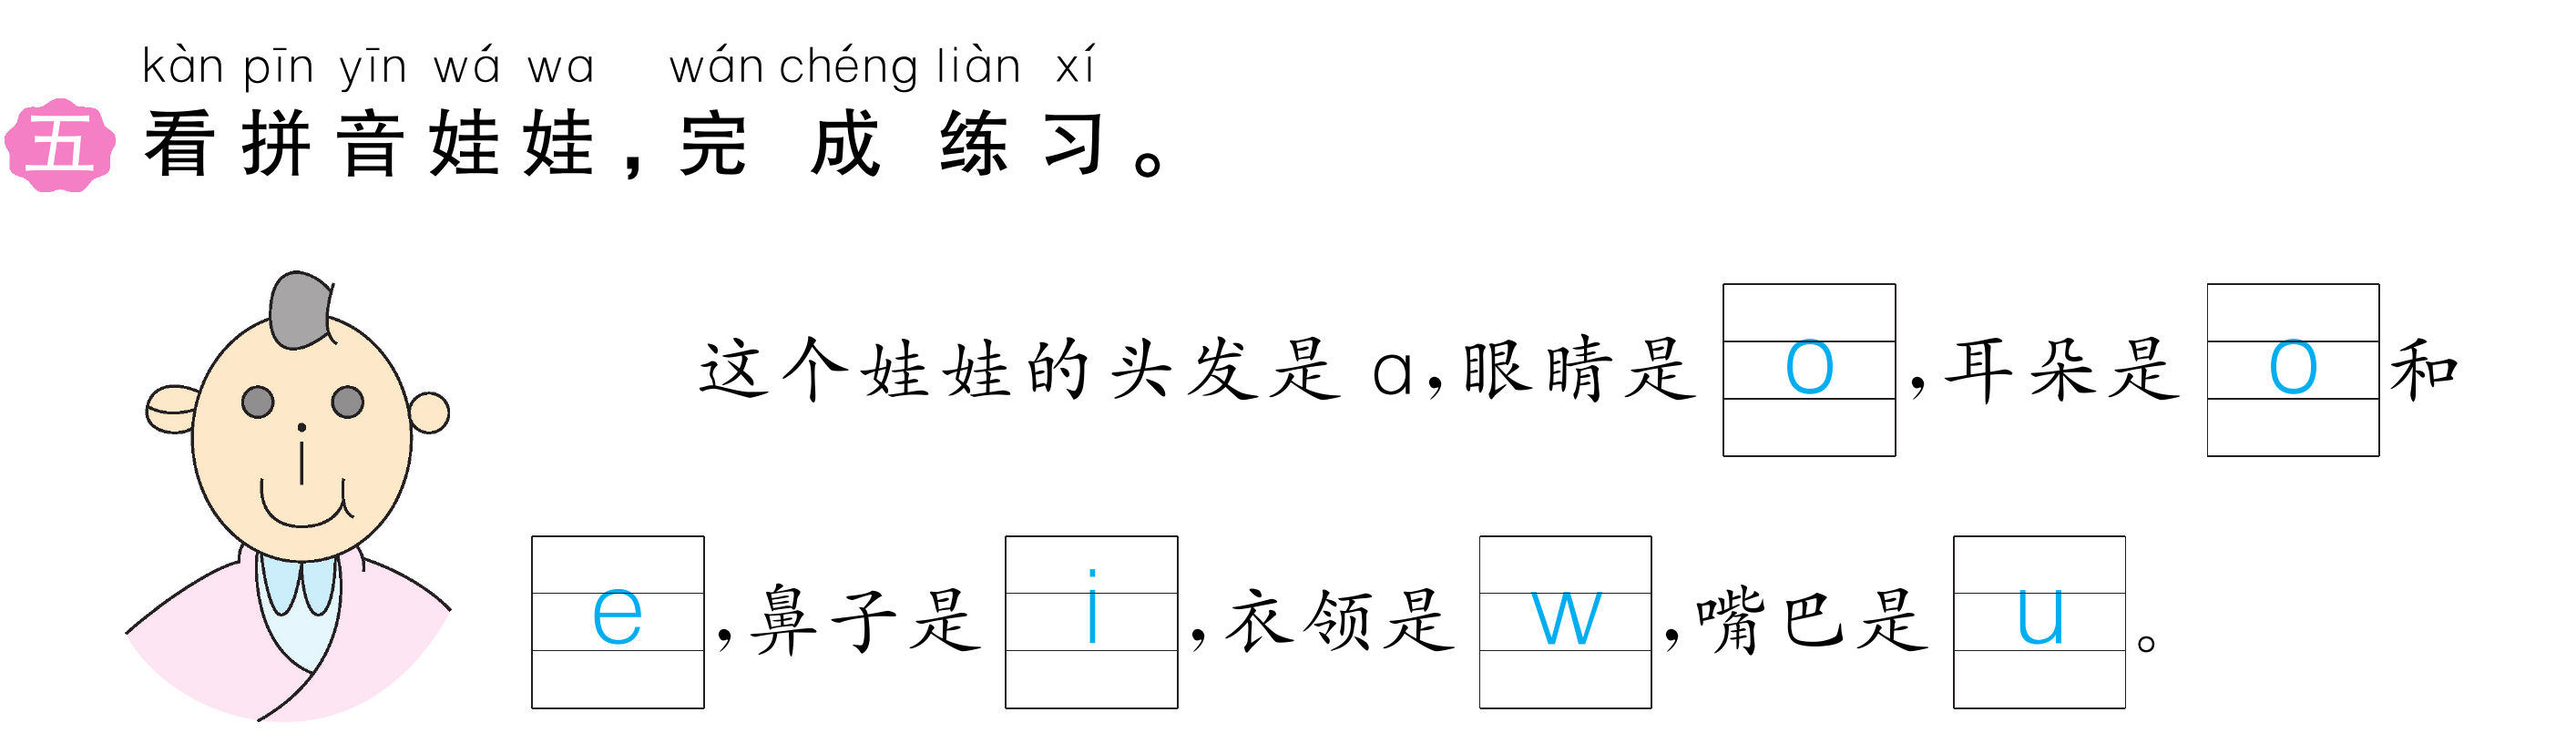 kàn pīn yīn wá wa wán chéng liàn xí
五 看拼音娃娃，完成练习。
这个娃娃的头发是 ɑ，眼睛是 o，耳朵是 o 和
e，鼻子是 i，衣领是 w，嘴巴是 u。